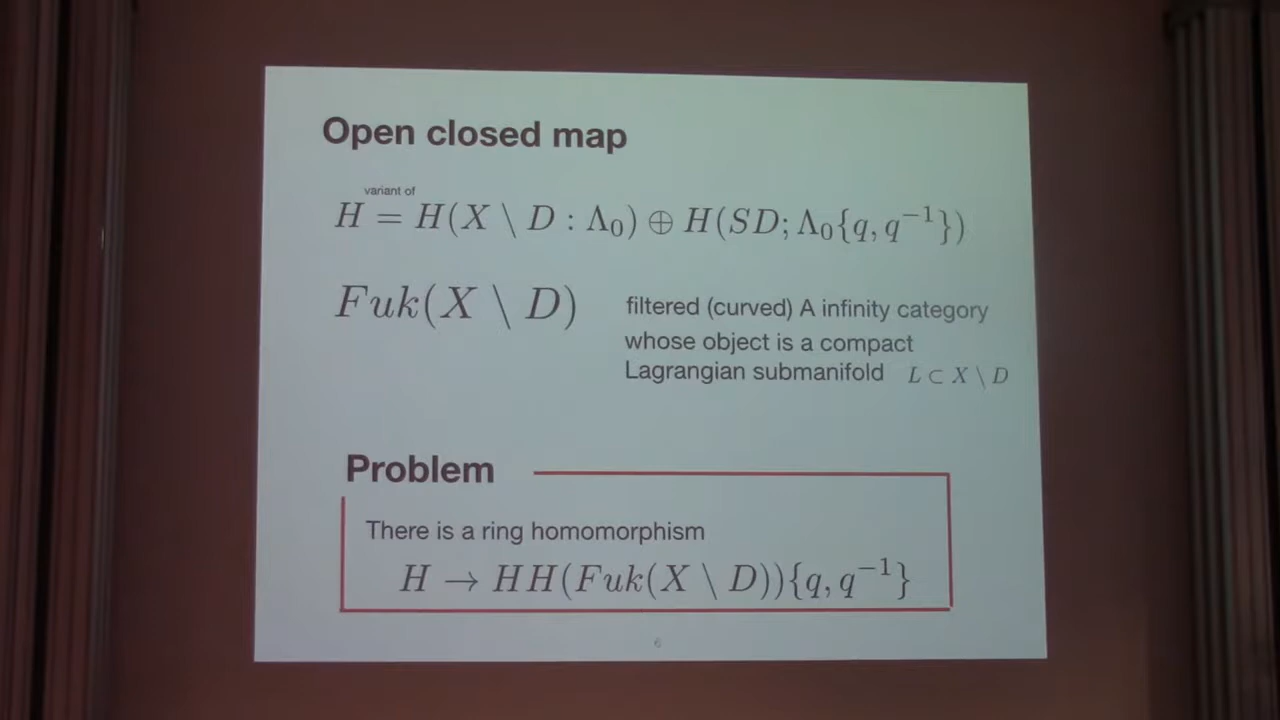 Open closed map
variant of
H = H(X \ D : Λ₀) ⊕ H(SD; Λ₀{q, q⁻¹})
Fuk(X \ D)
filtered (curved) A infinity category
whose object is a compact
Lagrangian submanifold L ⊂ X \ D
Problem
There is a ring homomorphism
H → HH(Fuk(X \ D)){q, q⁻¹}
6